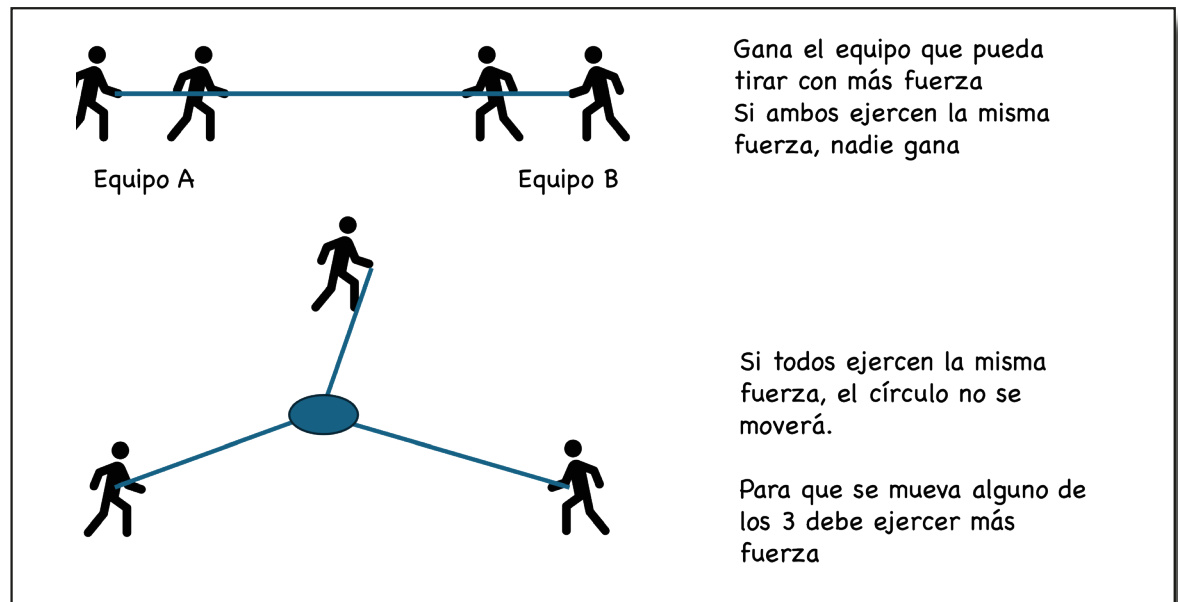 Gana el equipo que pueda
tirar con más fuerza
Si ambos ejercen la misma
fuerza, nadie gana
Equipo A
Equipo B
Si todos ejercen la misma
fuerza, el círculo no se
moverá.
Para que se mueva alguno de
los 3 debe ejercer más
fuerza